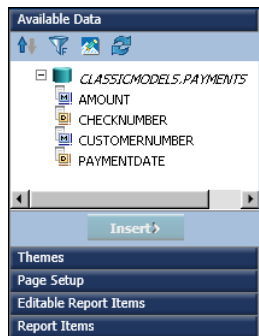 Available Data
CLASSICMODELS.PAYMENTS
AMOUNT
CHECKNUMBER
CUSTOMERNUMBER
PAYMENTDATE
Insert
Themes
Page Setup
Editable Report Items
Report Items